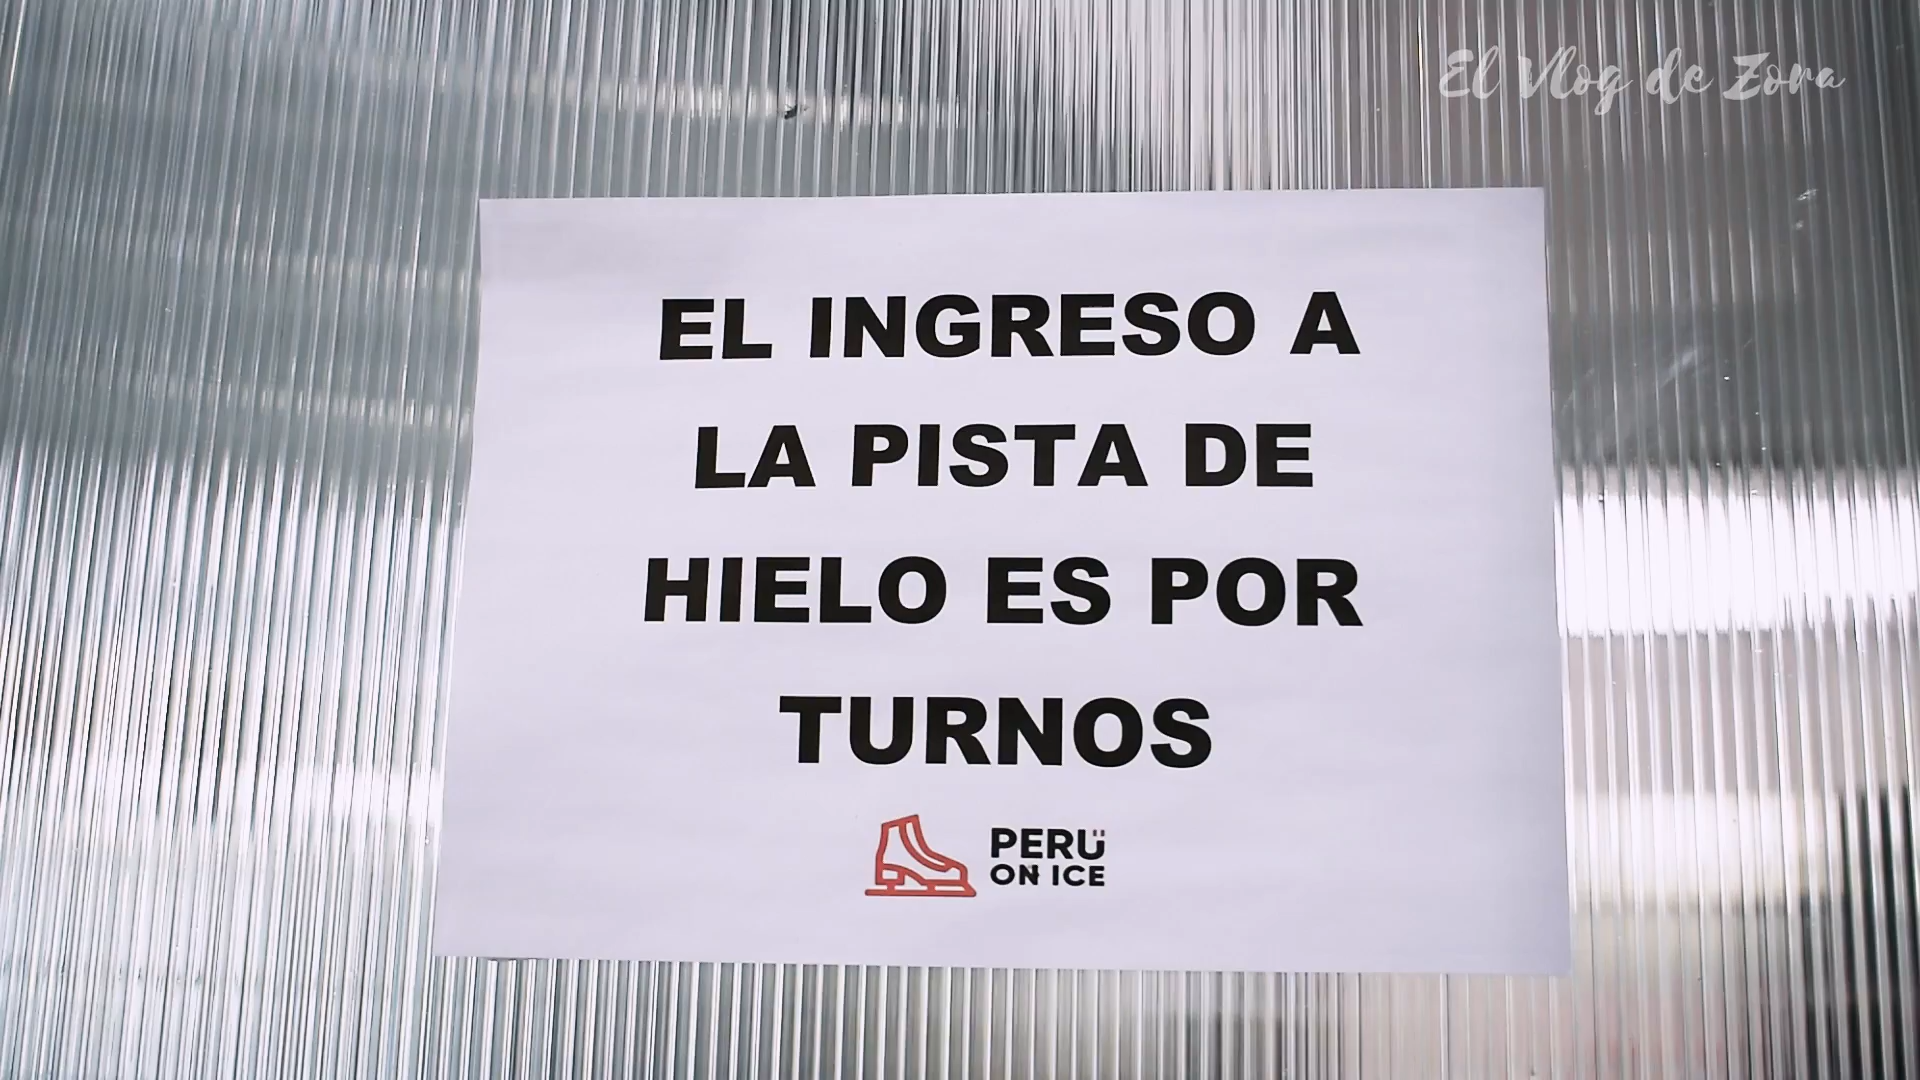 El Vlog de Zora
EL INGRESO A
LA PISTA DE
HIELO ES POR
TURNOS
PERÜ
ON ICE